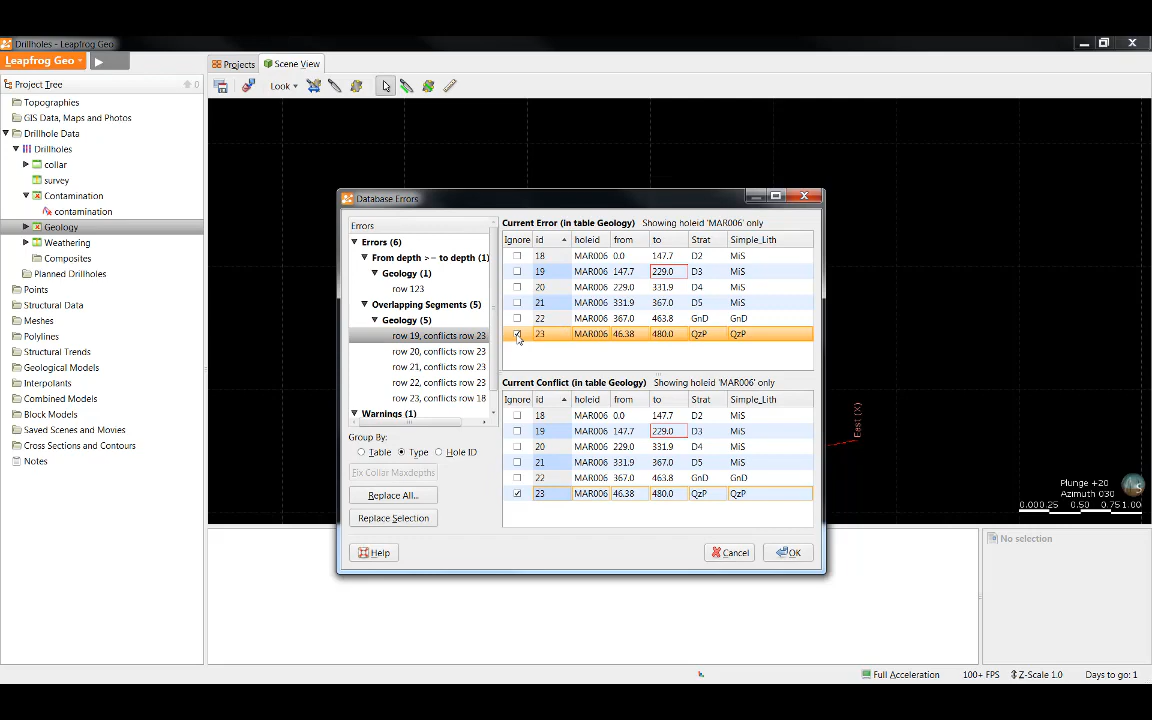 Drillholes - Leapfrog Geo
Leapfrog Geo
Projects
Scene View
Project Tree
0
Look
Topographies
GIS Data, Maps and Photos
Drillhole Data
Drillholes
collar
survey
Contamination
contamination
Geology
Weathering
Composites
Planned Drillholes
Points
Structural Data
Meshes
Polylines
Structural Trends
Geological Models
Interpolants
Combined Models
Block Models
Saved Scenes and Movies
Cross Sections and Contours
Notes
Database Errors
Errors
Errors (6)
From depth >= to depth (1)
Geology (1)
row 123
Overlapping Segments (5)
Geology (5)
row 19, conflicts row 23
row 20, conflicts row 23
row 21, conflicts row 23
row 22, conflicts row 23
row 23, conflicts row 18
Warnings (1)
Group By:
Table Type Hole ID
Fix Collar Maxdepths
Replace All...
Replace Selection
Help
Current Error (in table Geology) Showing holeid 'MAR006' only
Ignore id holeid from to Strat Simple_Lith
18 MAR006 0.0 147.7 D2 MiS
19 MAR006 147.7 229.0 D3 MiS
20 MAR006 229.0 331.9 D4 MiS
21 MAR006 331.9 367.0 D5 MiS
22 MAR006 367.0 463.8 GnD GnD
23 MAR006 46.38 480.0 QzP QzP
Current Conflict (in table Geology) Showing holeid 'MAR006' only
Ignore id holeid from to Strat Simple_Lith
18 MAR006 0.0 147.7 D2 MiS
19 MAR006 147.7 229.0 D3 MiS
20 MAR006 229.0 331.9 D4 MiS
21 MAR006 331.9 367.0 D5 MiS
22 MAR006 367.0 463.8 GnD GnD
23 MAR006 46.38 480.0 QzP QzP
Cancel
OK
East (X)
Plunge +20
Azimuth 030
0.00 0.25 0.50 0.75 1.00
No selection
Full Acceleration
100+ FPS
Z-Scale 1.0
Days to go: 1